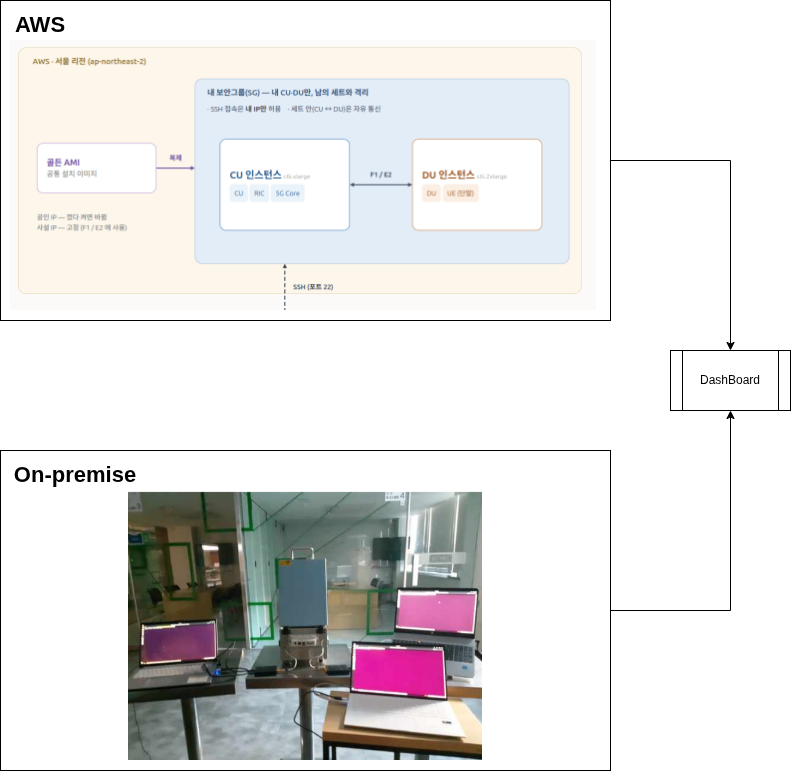 AWS
AWS · 서울 리전 (ap-northeast-2)
내 보안그룹(SG) — 내 CU·DU만, 남의 세트와 격리
· SSH 접속은 내 IP만 허용 · 세트 안(CU ↔ DU)은 자유 통신
골든 AMI
공통 설치 이미지
복제
CU 인스턴스
CU RIC 5G Core
F1 / E2
DU 인스턴스
DU UE (단말)
공인 IP — 껐다 켜면 바뀜
사설 IP — 고정 (F1 / E2 에 사용)
SSH (포트 22)
DashBoard
On-premise